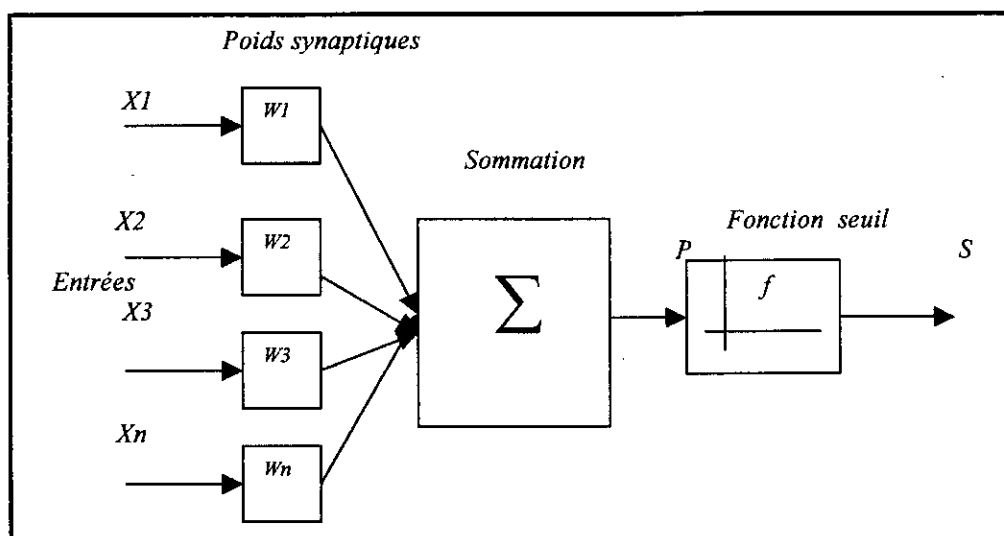 Poids synaptiques
X1
W1
Sommation
X2
W2
Fonction seuil
Entrées
P
S
Σ
f
X3
W3
Xn
Wn